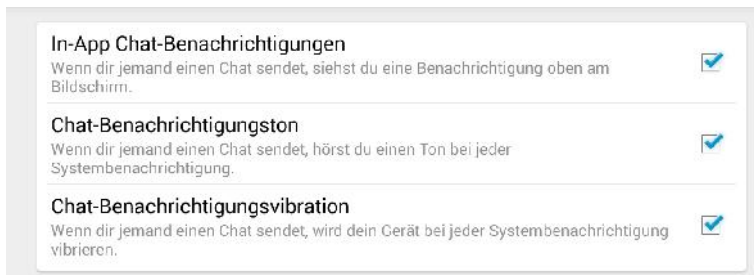 In-App Chat-Benachrichtigungen
Wenn dir jemand einen Chat sendet, siehst du eine Benachrichtigung oben am
Bildschirm.
Chat-Benachrichtigungston
Wenn dir jemand einen Chat sendet, hörst du einen Ton bei jeder
Systembenachrichtigung.
Chat-Benachrichtigungsvibration
Wenn dir jemand einen Chat sendet, wird dein Gerät bei jeder Systembenachrichtigung
vibrieren.